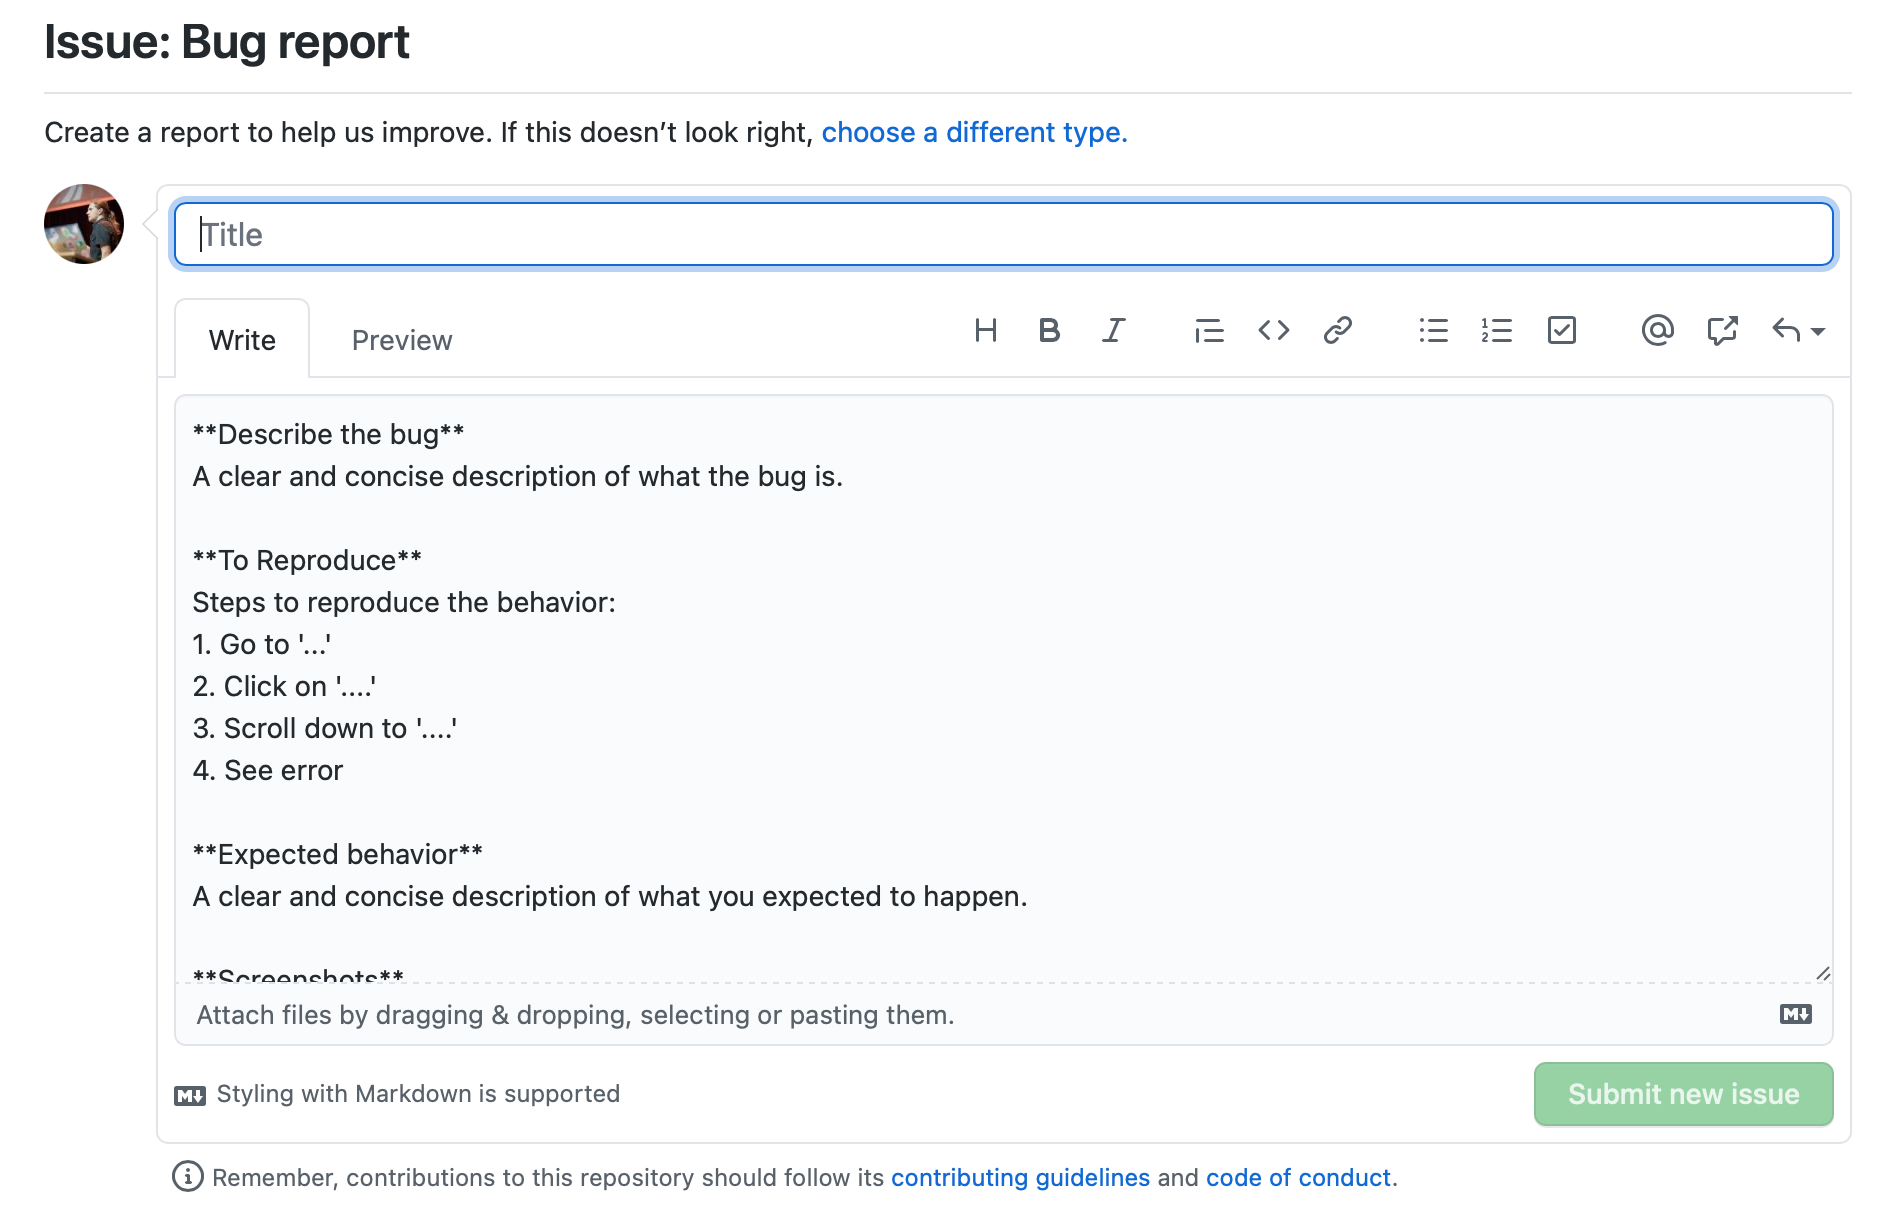 Issue: Bug report
Create a report to help us improve. If this doesn’t look right, choose a different type.
Title
Write Preview
**Describe the bug**
A clear and concise description of what the bug is.
**To Reproduce**
Steps to reproduce the behavior:
1. Go to '...'
2. Click on '....'
3. Scroll down to '....'
4. See error
**Expected behavior**
A clear and concise description of what you expected to happen.
**Screenshots**
Attach files by dragging & dropping, selecting or pasting them.
Styling with Markdown is supported
Submit new issue
Remember, contributions to this repository should follow its contributing guidelines and code of conduct.